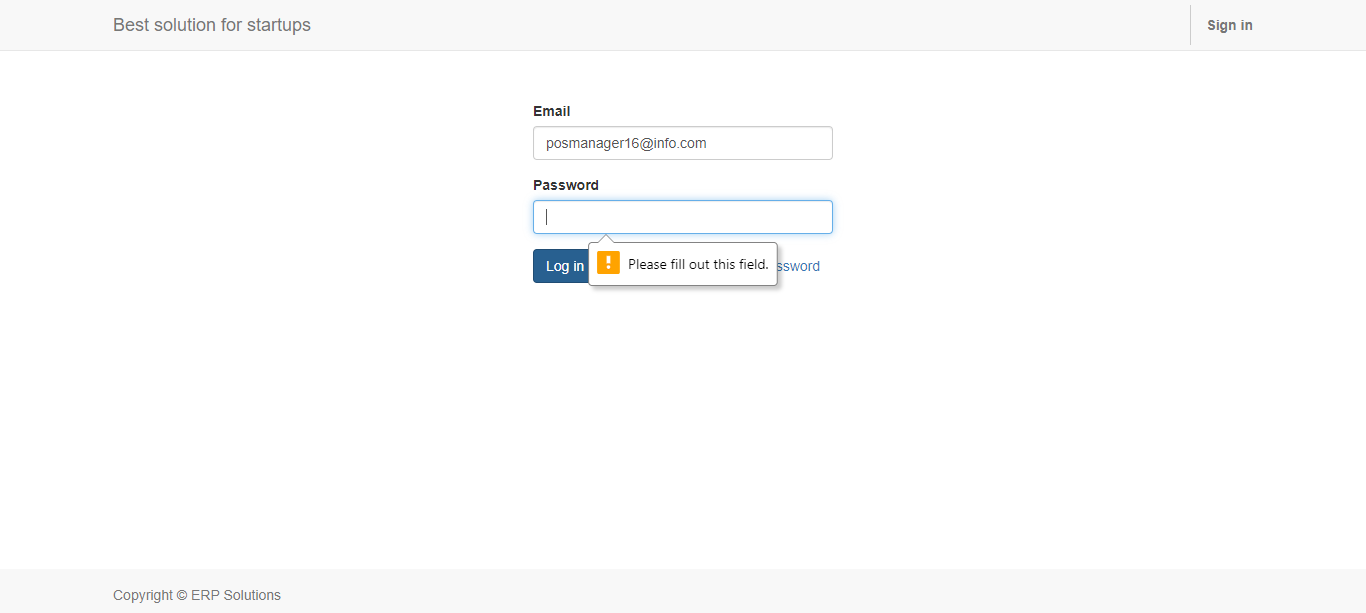 Best solution for startups
Sign in
Email
posmanager16@info.com
Password
Log in
Please fill out this field.
Copyright © ERP Solutions